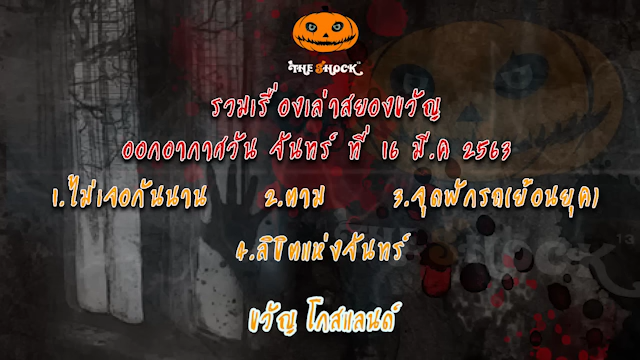 THE SHOCK
รวมเรื่องเล่าสยองขวัญ
ออกอากาศวัน จันทร์ ที่ 16 มี.ค 2563
1.ไม่เจอกันนาน 2.ตาม 3.จุดพักรถ(ย้อนยุค)
4.ลิขิตแห่งจันทร์
ขวัญ โกสแลนด์